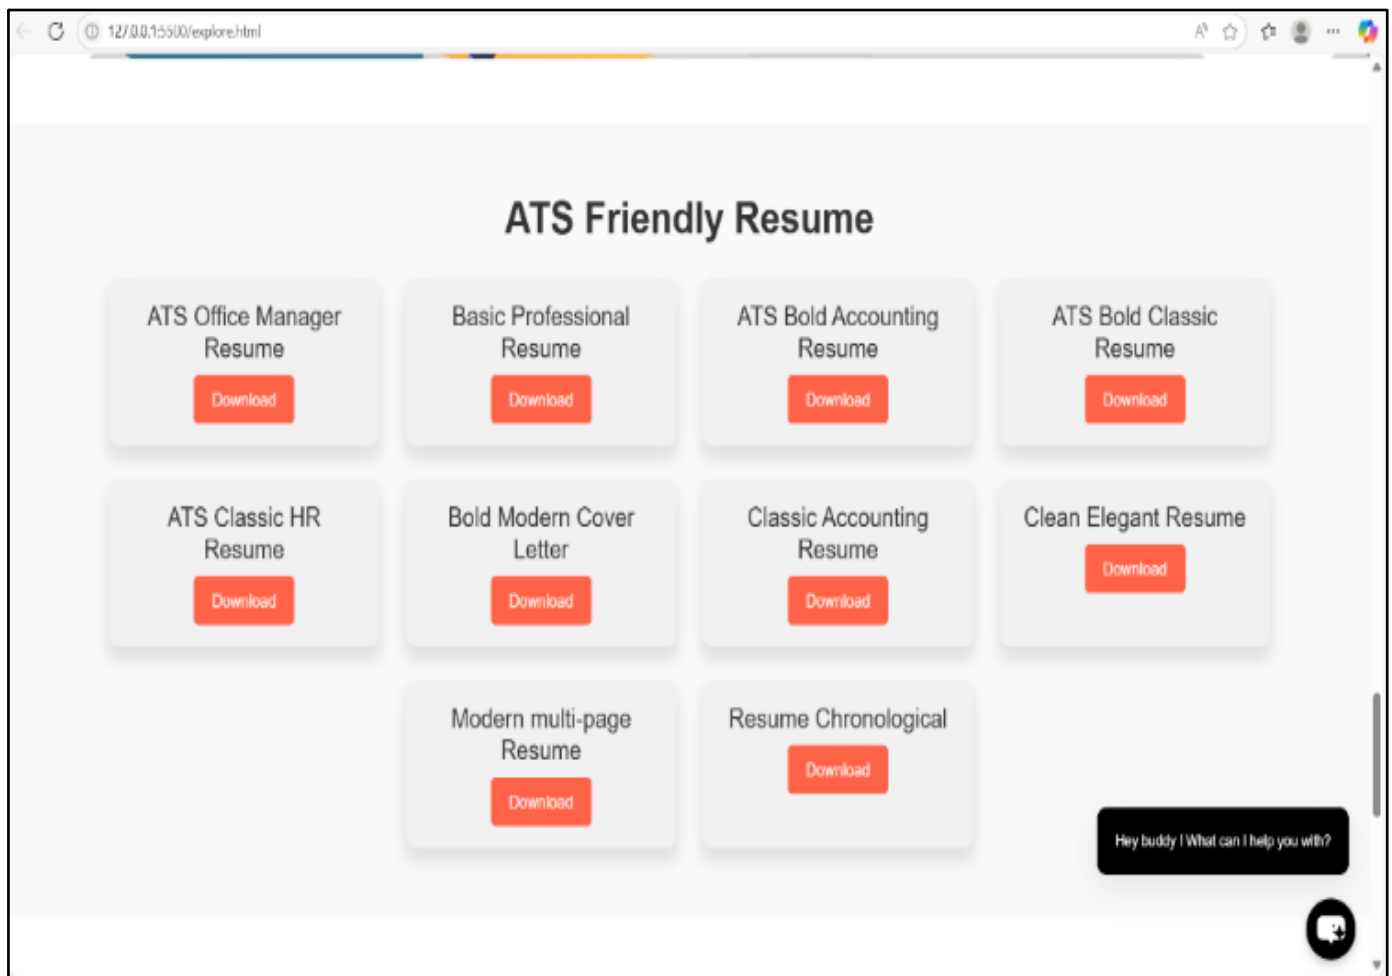 127.0.0.1:5500/explore.html
ATS Friendly Resume
ATS Office Manager
Resume
Download
Basic Professional
Resume
Download
ATS Bold Accounting
Resume
Download
ATS Bold Classic
Resume
Download
ATS Classic HR
Resume
Download
Bold Modern Cover
Letter
Download
Classic Accounting
Resume
Download
Clean Elegant Resume
Download
Modern multi-page
Resume
Download
Resume Chronological
Download
Hey buddy ! What can I help you with?